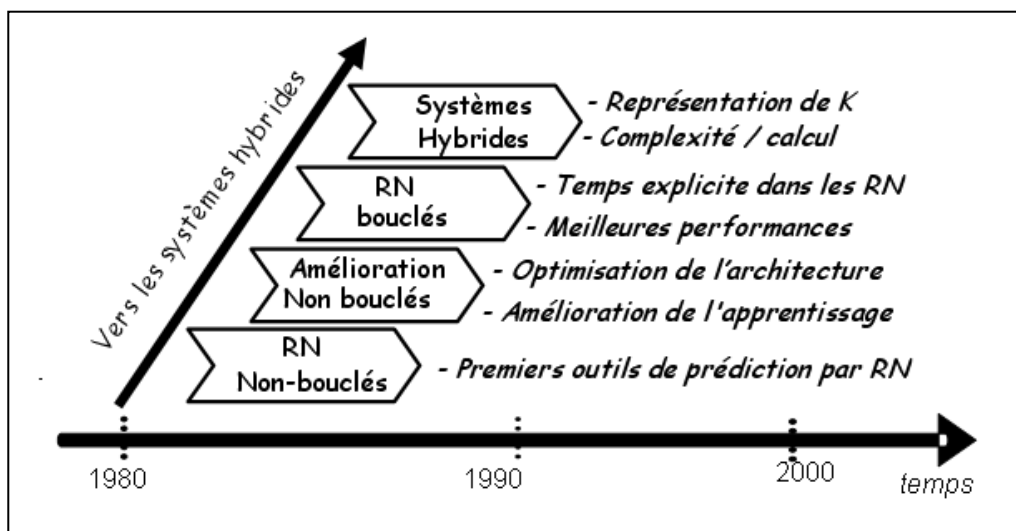 Vers les systèmes hybrides
Systèmes
Hybrides
- Représentation de K
- Complexité / calcul
RN
bouclés
- Temps explicite dans les RN
- Meilleures performances
Amélioration
Non bouclés
- Optimisation de l'architecture
- Amélioration de l'apprentissage
RN
Non-bouclés
- Premiers outils de prédiction par RN
1980
1990
2000
temps